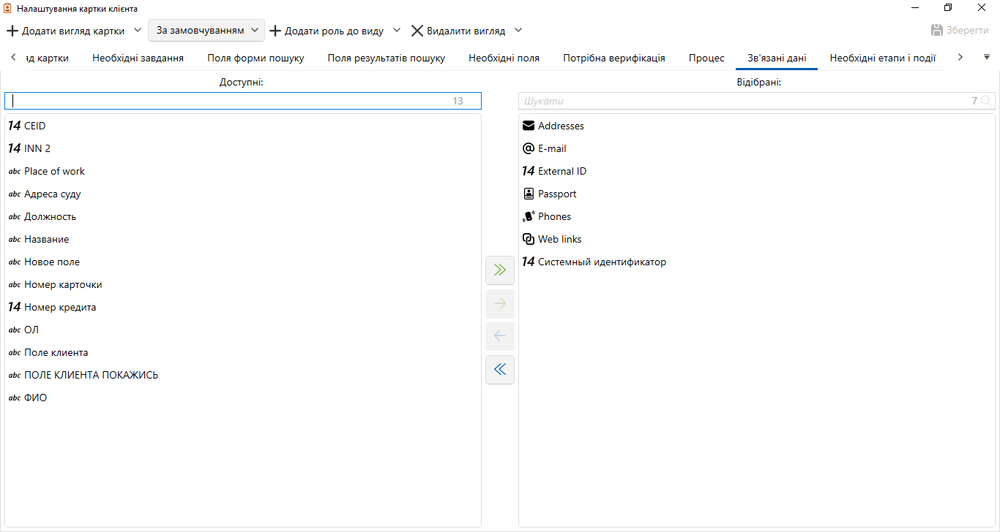 Налаштування картки клієнта
Додати вигляд картки За замовчуванням Додати роль до виду Видалити вигляд Зберегти
картки Необхідні завдання Поля форми пошуку Поля результатів пошуку Необхідні поля Потрібна верифікація Процес Зв'язані дані Необхідні етапи і події
Доступні: Відібрані:
13 Шукати 7
14 CEID
14 INN 2
abc Place of work
abc Адреса суду
abc Должность
abc Название
abc Новое поле
abc Номер карточки
14 Номер кредита
abc ОЛ
abc Поле клиента
abc ПОЛЕ КЛИЕНТА ПОКАЖИСЬ
abc ФИО
Addresses
E-mail
14 External ID
Passport
Phones
Web links
14 Системный идентификатор